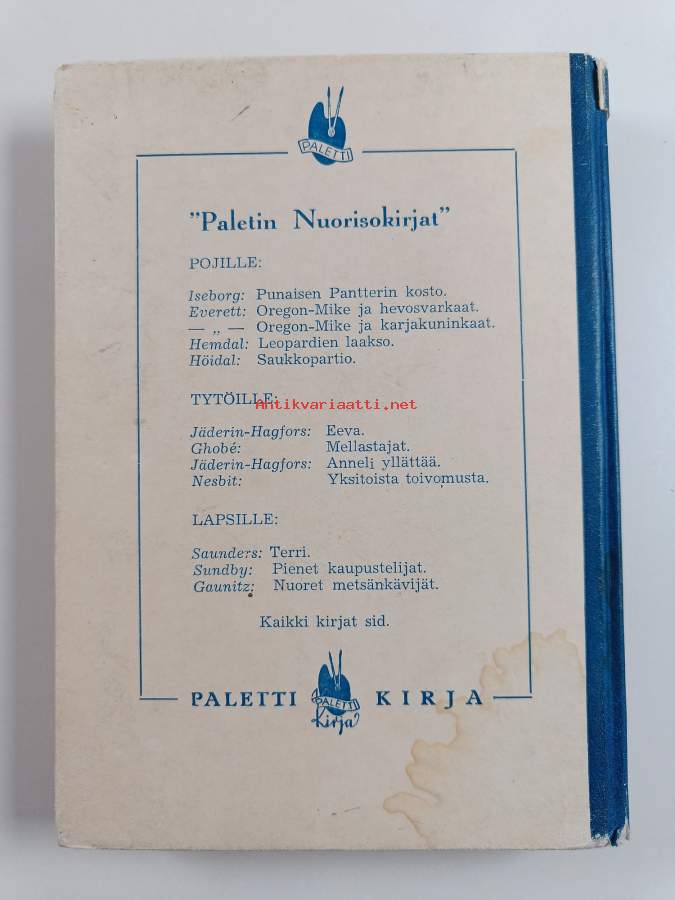 PALETTI
"Paletin Nuorisokirjat"
POJILLE:
Iseborg: Punaisen Pantterin kosto.
Everett: Oregon-Mike ja hevosvarkaat.
— „ — Oregon-Mike ja karjakuninkaat.
Hemdal: Leopardien laakso.
Höidal: Saukkopartio.
TYTÖILLE:
Antikvariaatti.net
Jäderin-Hagfors: Eeva.
Ghobé: Mellastajat.
Jäderin-Hagfors: Anneli yllättää.
Nesbit: Yksitoista toivomusta.
LAPSILLE:
Saunders: Terri.
Sundby: Pienet kaupustelijat.
Gaunitz: Nuoret metsänkävijät.
Kaikki kirjat sid.
PALETTI PALETTI KIRJA
Kirja